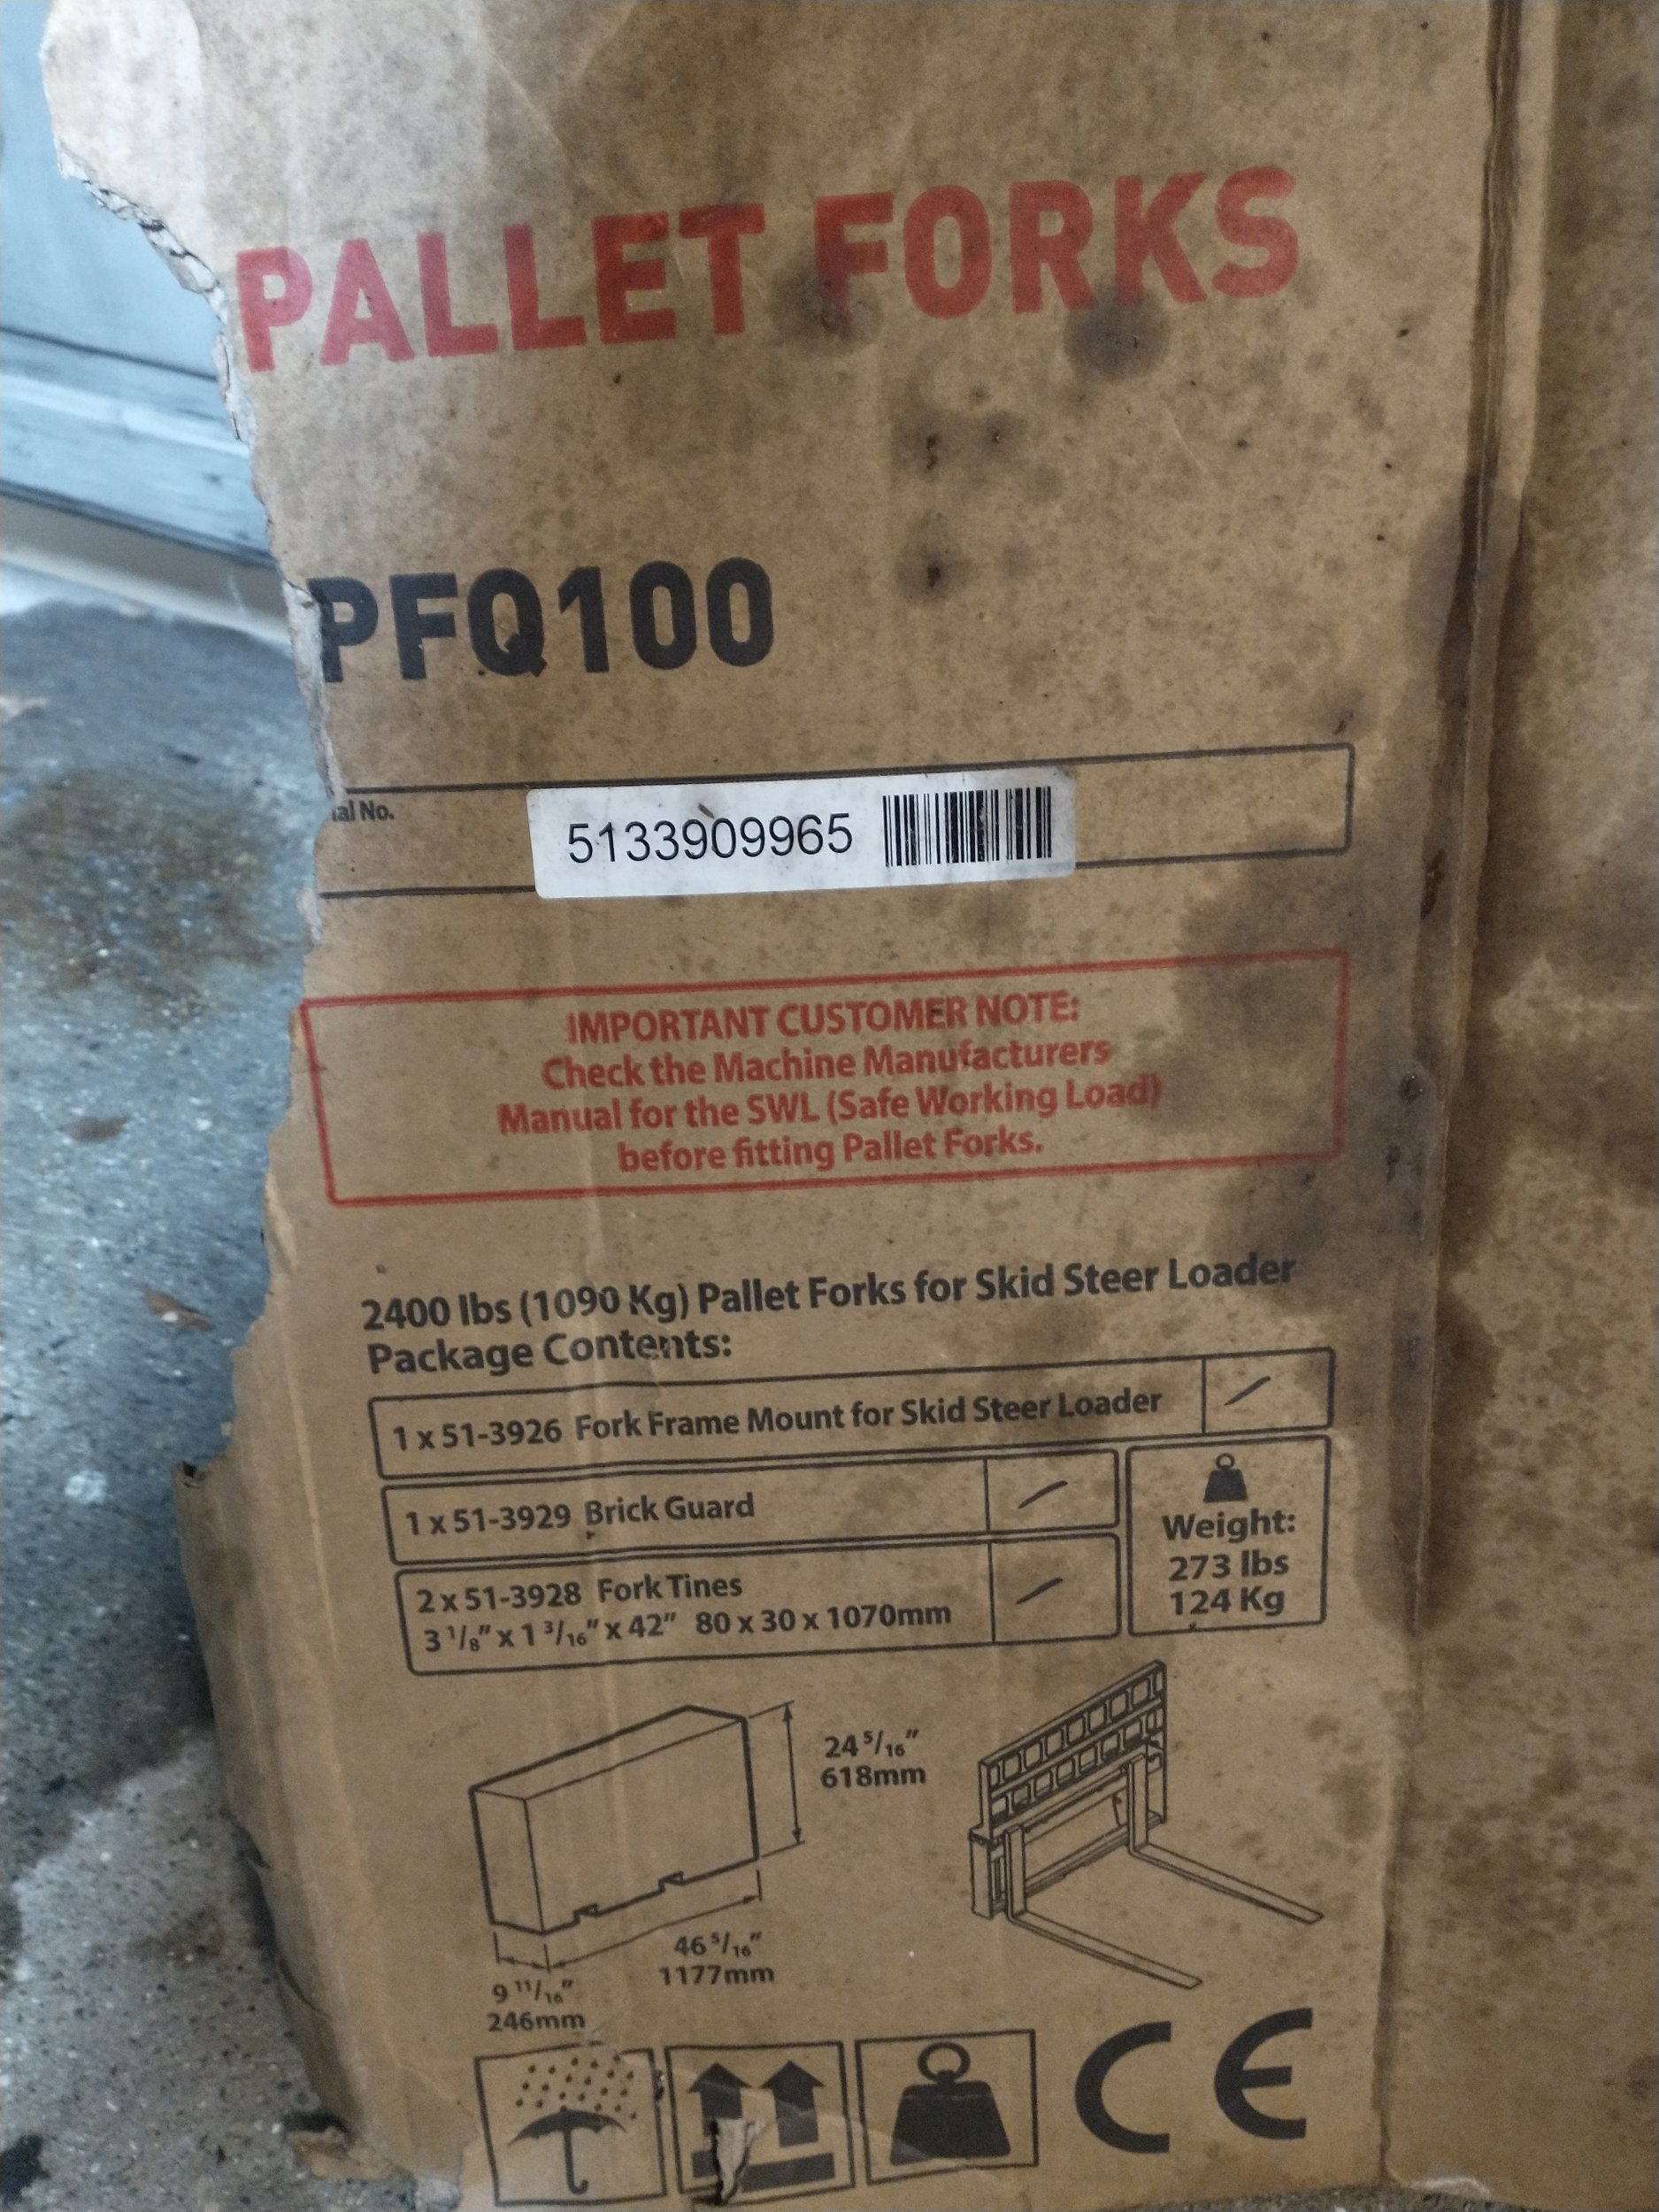 PALLET FORKS
PFQ100
ial No.
5133909965
IMPORTANT CUSTOMER NOTE:
Check the Machine Manufacturers
Manual for the SWL (Safe Working Load)
before fitting Pallet Forks.
2400 lbs (1090 Kg) Pallet Forks for Skid Steer Loader
Package Contents:
1 x 51-3926 Fork Frame Mount for Skid Steer Loader
1 x 51-3929 Brick Guard
2 x 51-3928 Fork Tines
3 1/8" x 1 3/16" x 42" 80 x 30 x 1070mm
Weight:
273 lbs
124 Kg
24 5/16"
618mm
46 5/16"
1177mm
9 11/16"
246mm
CE